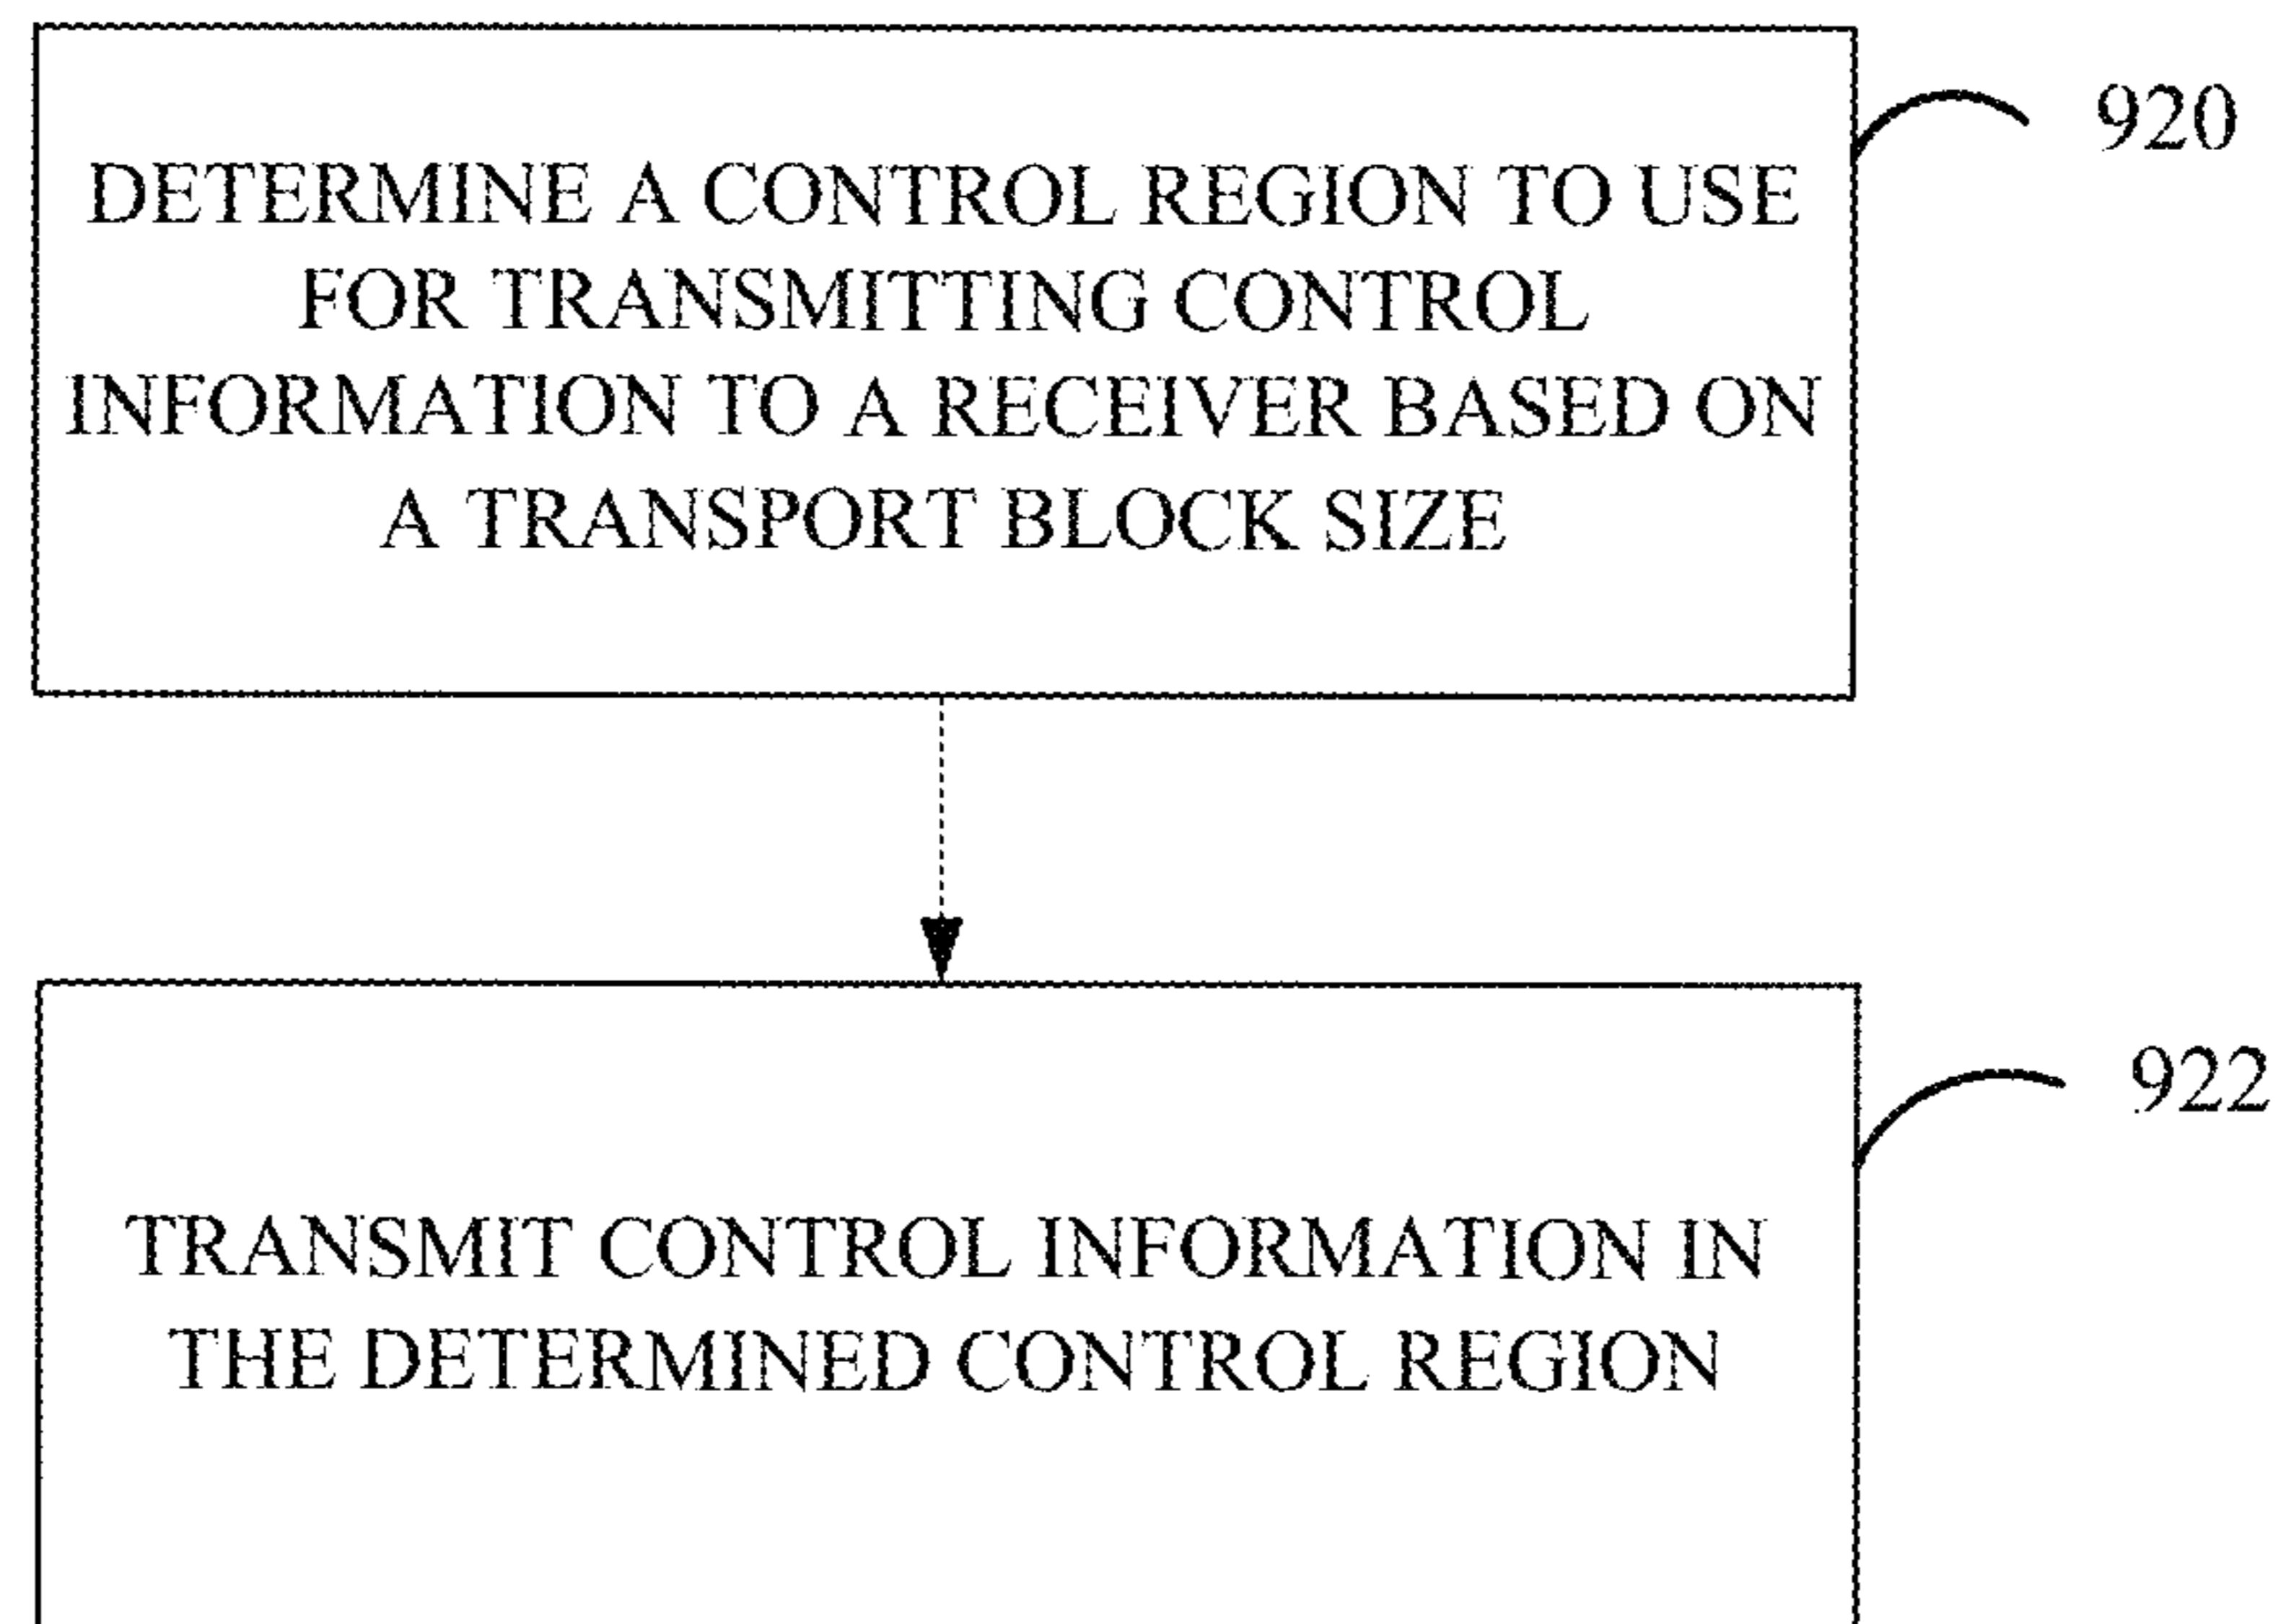 DETERMINE A CONTROL REGION TO USE
FOR TRANSMITTING CONTROL
INFORMATION TO A RECEIVER BASED ON
A TRANSPORT BLOCK SIZE
920
TRANSMIT CONTROL INFORMATION IN
THE DETERMINED CONTROL REGION
922